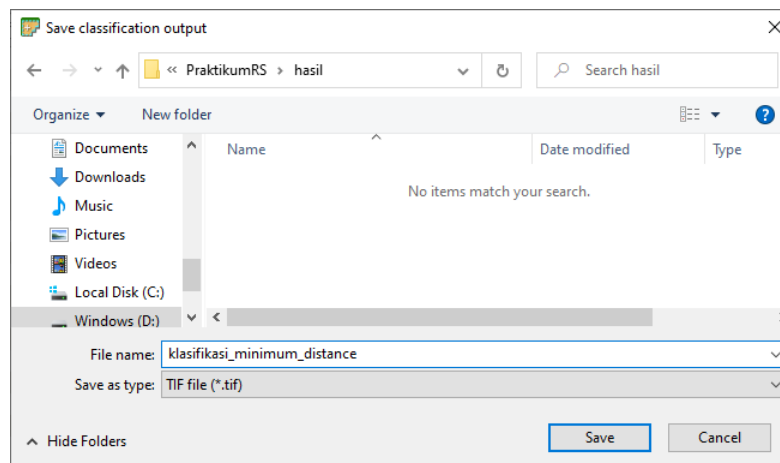 Save classification output
« PraktikumRS › hasil
Search hasil
Organize
New folder
Documents
Downloads
Music
Pictures
Videos
Local Disk (C:)
Windows (D:)
Name
Date modified
Type
No items match your search.
File name: klasifikasi_minimum_distance
Save as type: TIF file (*.tif)
Hide Folders
Save
Cancel